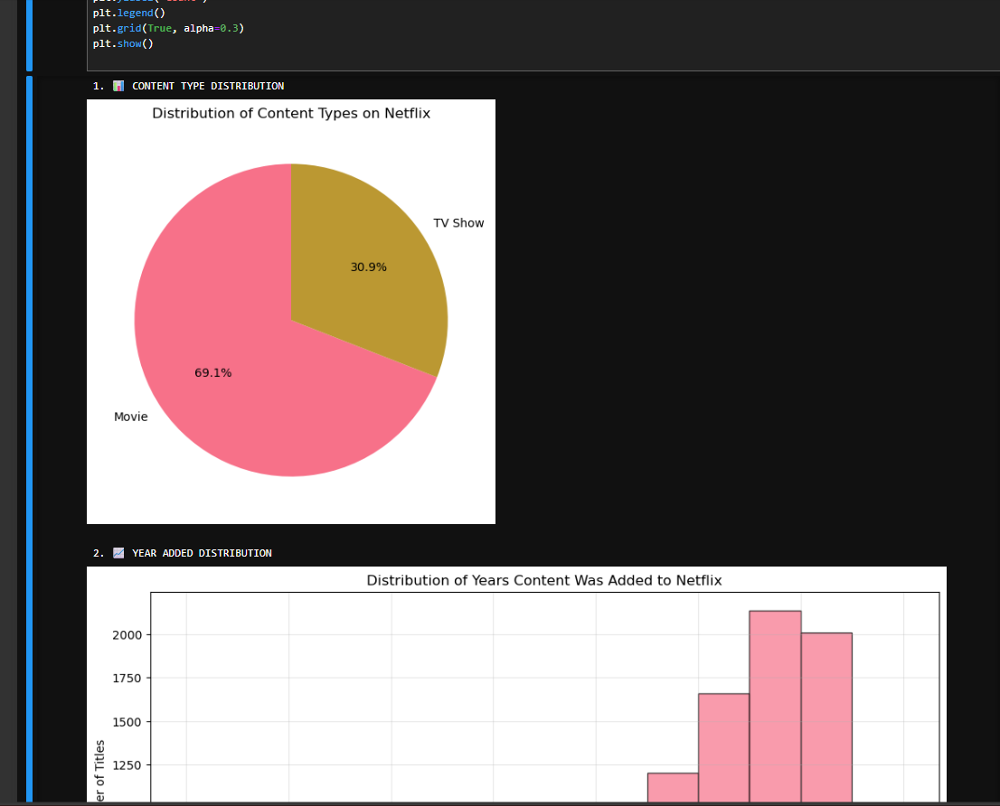 plt.legend()
plt.grid(True, alpha=0.3)
plt.show()
1. 📊 CONTENT TYPE DISTRIBUTION
Distribution of Content Types on Netflix
TV Show
30.9%
69.1%
Movie
2. 📈 YEAR ADDED DISTRIBUTION
Distribution of Years Content Was Added to Netflix
2000
1750
1500
1250
of Titles